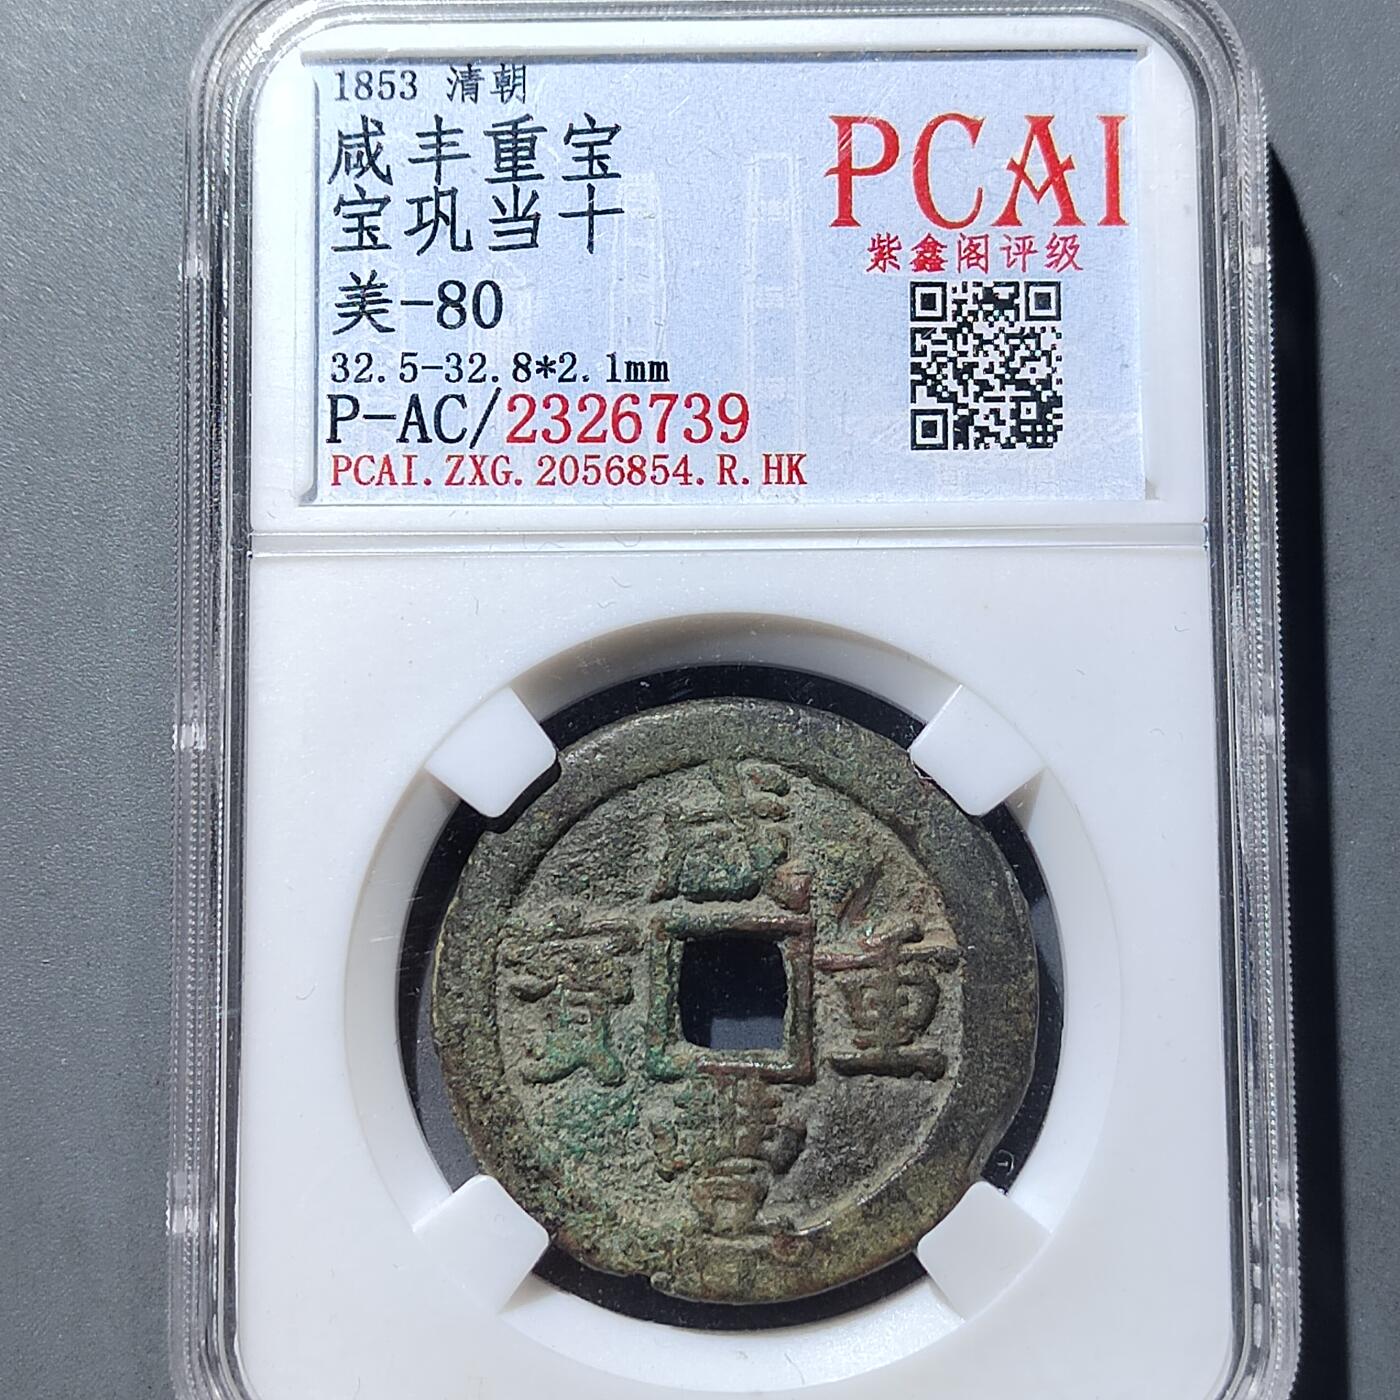 1853 清朝
咸丰重宝
宝巩当十
美-80
32.5-32.8*2.1mm
P-AC/2326739
PCAI.ZXG.2056854.R.HK
PCAI
紫鑫阁评级
咸豐重寶